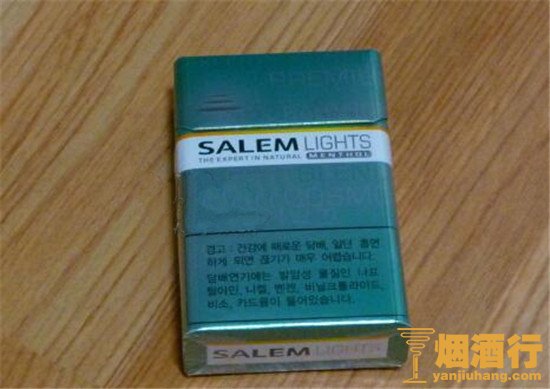 SALEM LIGHTS
THE EXPERT IN NATURAL MENTHOL
경고 : 건강에 해로운 담배, 일단 흡연
하게 되면 끊기가 매우 어렵습니다.
담배연기에는 발암성 물질인 나프
틸아민, 니켈, 벤젠, 비닐크롤라이드,
비소, 카드뮴이 들어있습니다.
SALEM LIGHTS
烟酒行
yanjiuhang.com